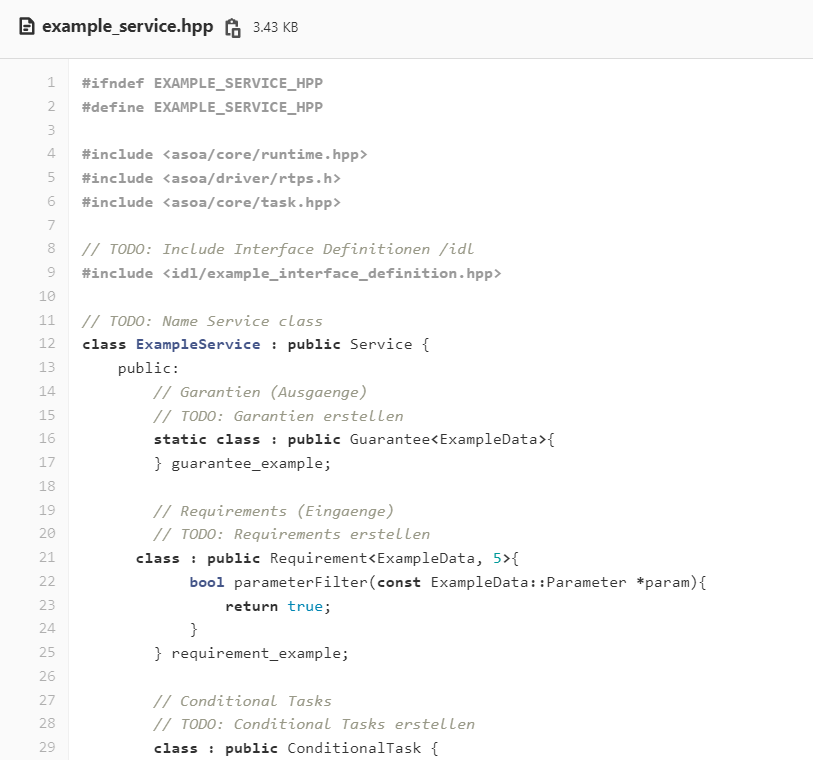 example_service.hpp 3.43 KB
1 #ifndef EXAMPLE_SERVICE_HPP
2 #define EXAMPLE_SERVICE_HPP
3
4 #include <asoa/core/runtime.hpp>
5 #include <asoa/driver/rtps.h>
6 #include <asoa/core/task.hpp>
7
8 // TODO: Include Interface Definitionen /idl
9 #include <idl/example_interface_definition.hpp>
10
11 // TODO: Name Service class
12 class ExampleService : public Service {
13     public:
14         // Garantien (Ausgaenge)
15         // TODO: Garantien erstellen
16         static class : public Guarantee<ExampleData>{
17         } guarantee_example;
18
19         // Requirements (Eingaenge)
20         // TODO: Requirements erstellen
21       class : public Requirement<ExampleData, 5>{
22             bool parameterFilter(const ExampleData::Parameter *param){
23                 return true;
24             }
25         } requirement_example;
26
27         // Conditional Tasks
28         // TODO: Conditional Tasks erstellen
29         class : public ConditionalTask {